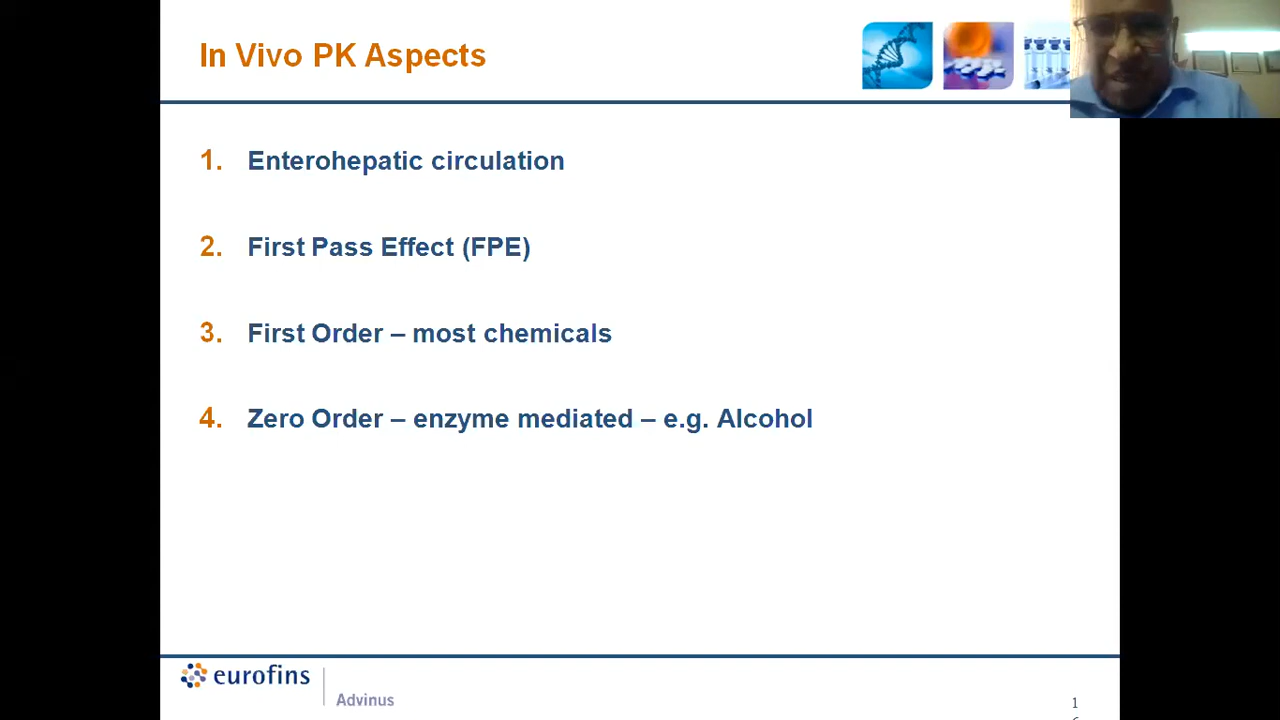 In Vivo PK Aspects
1. Enterohepatic circulation
2. First Pass Effect (FPE)
3. First Order – most chemicals
4. Zero Order – enzyme mediated – e.g. Alcohol
eurofins
Advinus
1